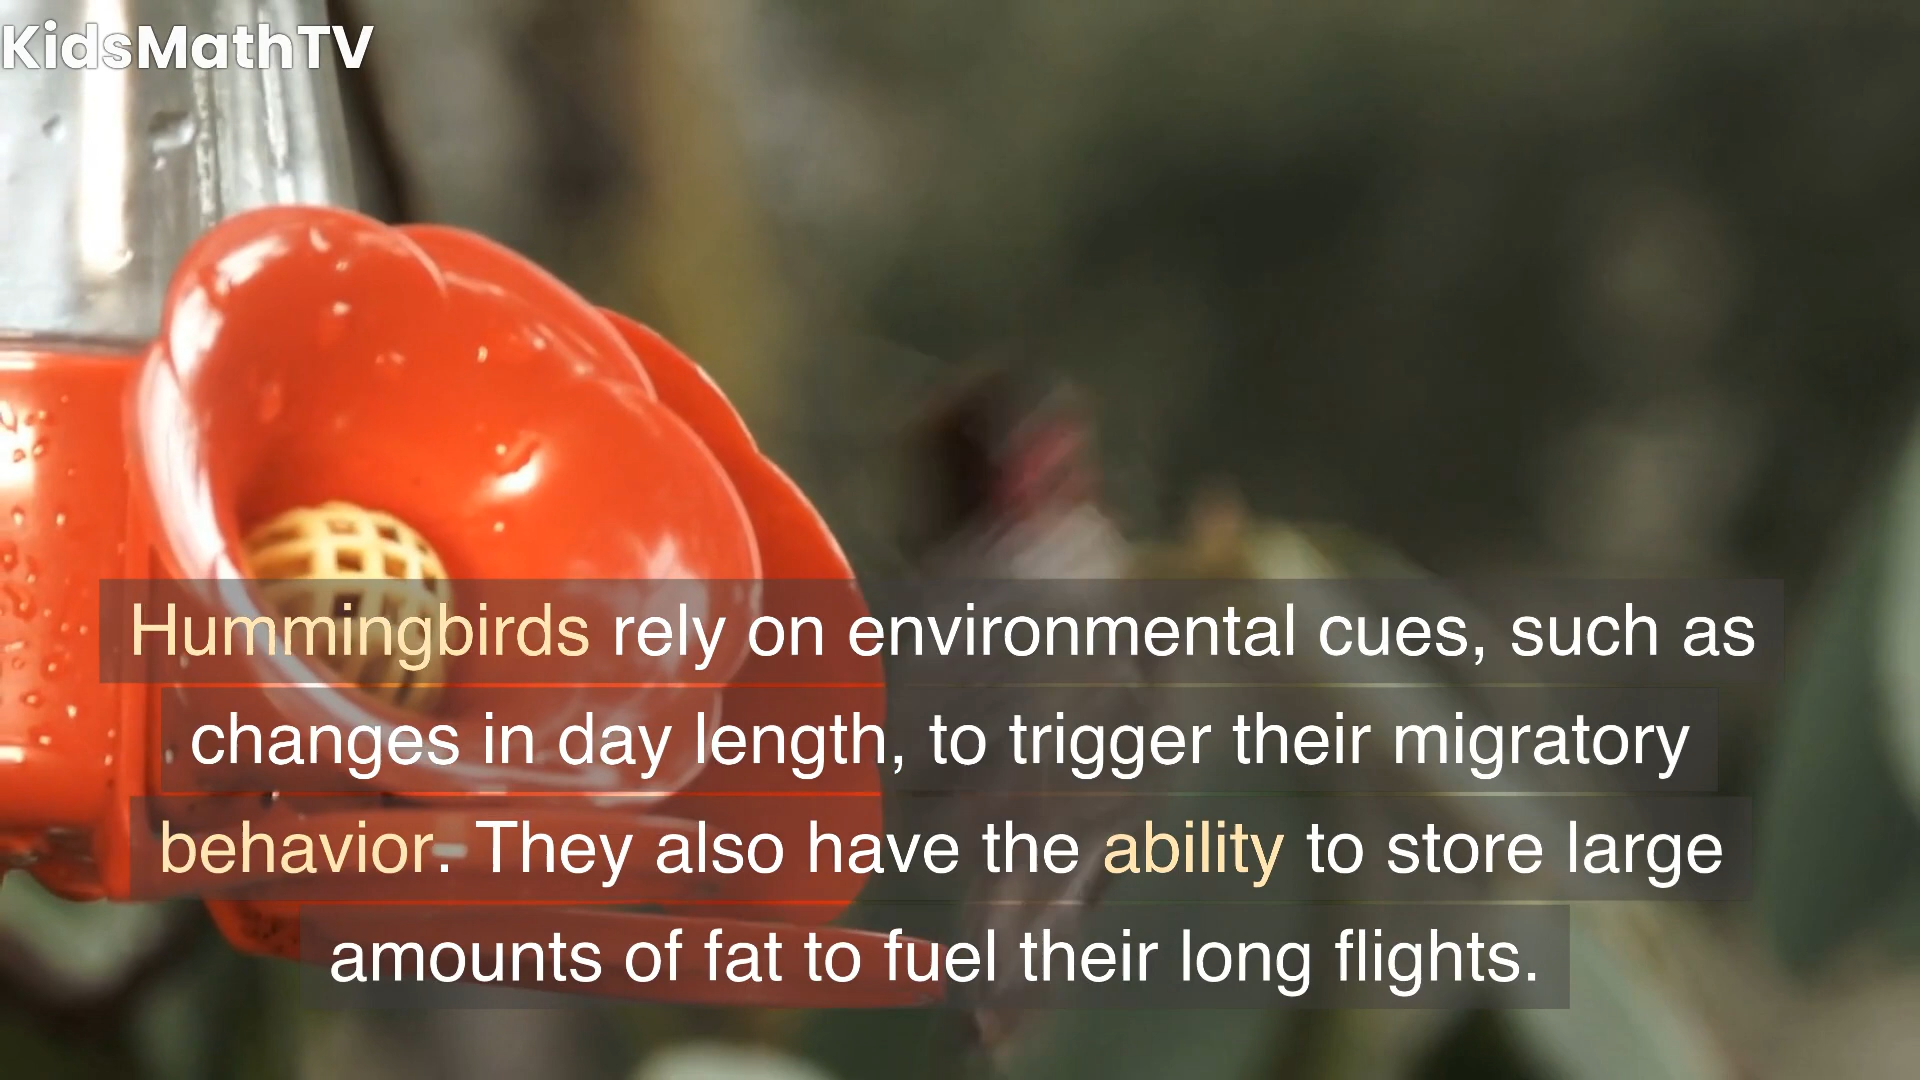 KidsMathTV
Hummingbirds rely on environmental cues, such as
changes in day length, to trigger their migratory
behavior. They also have the ability to store large
amounts of fat to fuel their long flights.